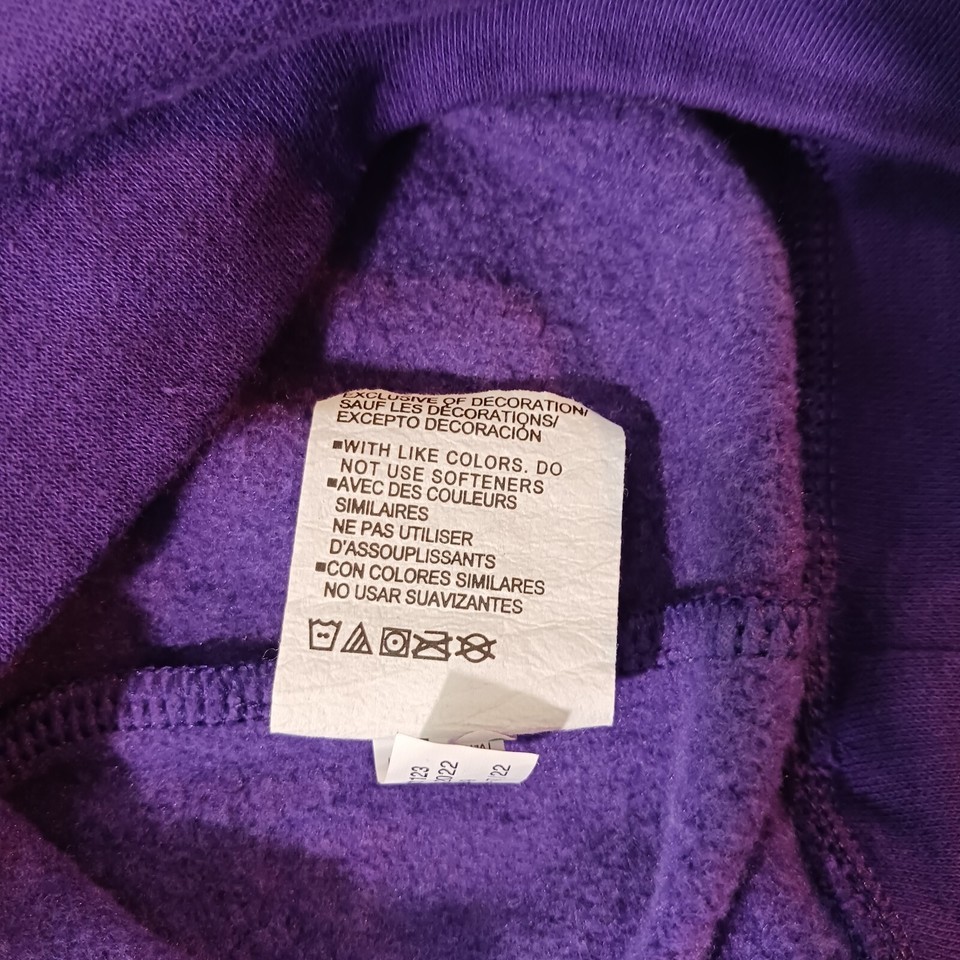 EXCLUSIVE OF DECORATION/
SAUF LES DÉCORATIONS/
EXCEPTO DECORACIÓN
■WITH LIKE COLORS. DO
NOT USE SOFTENERS
■AVEC DES COULEURS
SIMILAIRES
NE PAS UTILISER
D'ASSOUPLISSANTS
■CON COLORES SIMILARES
NO USAR SUAVIZANTES
22